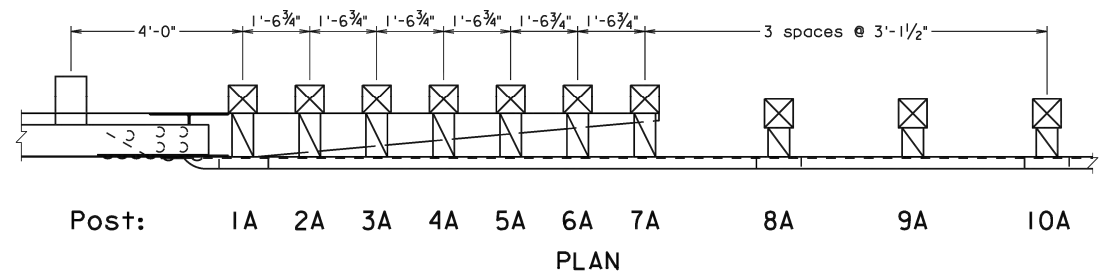 4'-0" 1'-6¾" 1'-6¾" 1'-6¾" 1'-6¾" 1'-6¾" 1'-6¾" 3 spaces @ 3'-1½"
Post: 1A 2A 3A 4A 5A 6A 7A 8A 9A 10A
PLAN